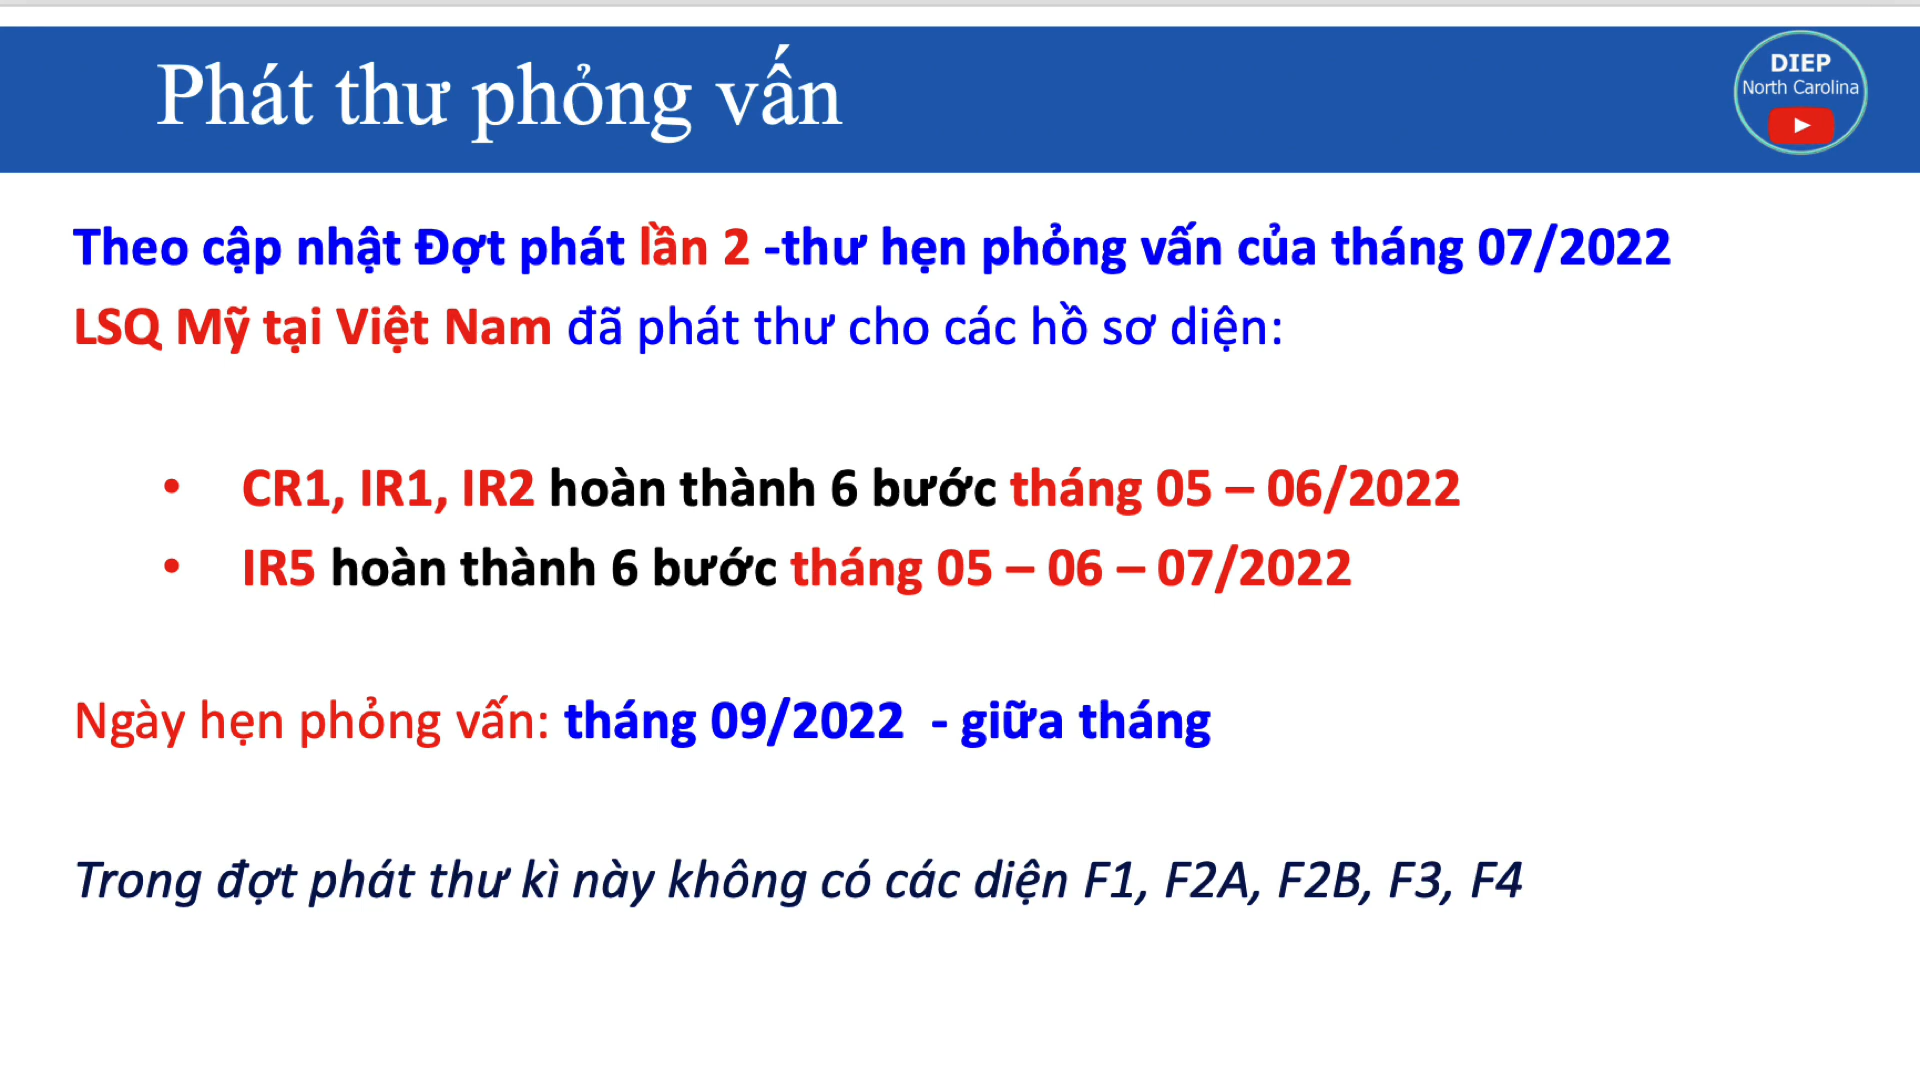 Phát thư phỏng vấn
DIEP
North Carolina
Theo cập nhật Đợt phát lần 2 -thư hẹn phỏng vấn của tháng 07/2022
LSQ Mỹ tại Việt Nam đã phát thư cho các hồ sơ diện:
• CR1, IR1, IR2 hoàn thành 6 bước tháng 05 – 06/2022
• IR5 hoàn thành 6 bước tháng 05 – 06 – 07/2022
Ngày hẹn phỏng vấn: tháng 09/2022 - giữa tháng
Trong đợt phát thư kì này không có các diện F1, F2A, F2B, F3, F4